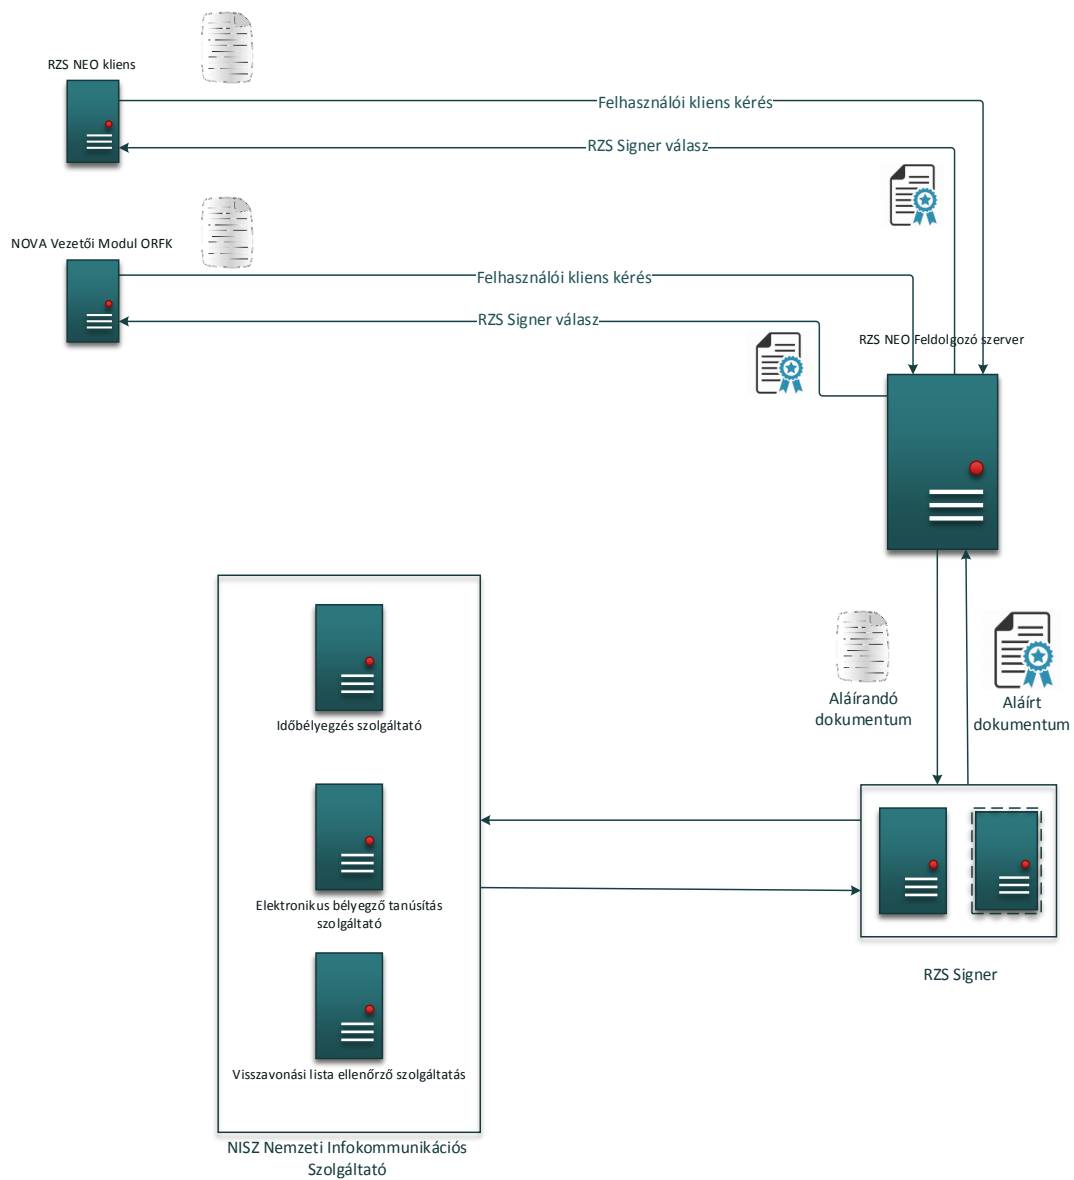 RZS NEO kliens
Felhasználói kliens kérés
RZS Signer válasz
NOVA Vezetői Modul ORFK
Felhasználói kliens kérés
RZS Signer válasz
RZS NEO Feldolgozó szerver
Aláírandó
dokumentum
Aláírt
dokumentum
Időbélyegzés szolgáltató
Elektronikus bélyegző tanúsítás
szolgáltató
RZS Signer
Visszavonási lista ellenőrző szolgáltatás
NISZ Nemzeti Infokommunikációs
Szolgáltató